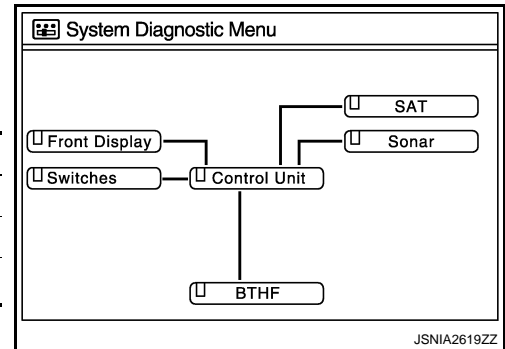 System Diagnostic Menu
SAT
Front Display
Sonar
Switches
Control Unit
BTHF
JSNIA2619ZZ